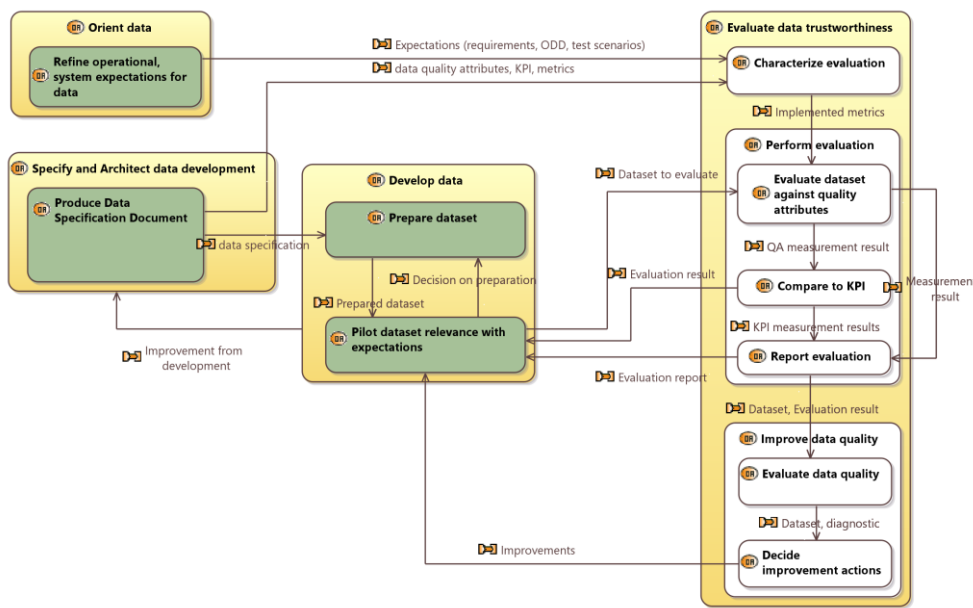 Orient data
Refine operational,
system expectations for
data
Expectations (requirements, ODD, test scenarios)
data quality attributes, KPI, metrics
Evaluate data trustworthiness
Characterize evaluation
Implemented metrics
Perform evaluation
Evaluate dataset
against quality
attributes
QA measurement result
Compare to KPI
Measuremen
result
KPI measurement results
Report evaluation
Dataset, Evaluation result
Improve data quality
Evaluate data quality
Dataset, diagnostic
Decide
improvement actions
Specify and Architect data development
Produce Data
Specification Document
data specification
Develop data
Prepare dataset
Decision on preparation
Prepared dataset
Pilot dataset relevance with
expectations
Dataset to evaluate
Evaluation result
Evaluation report
Improvement from
development
Improvements